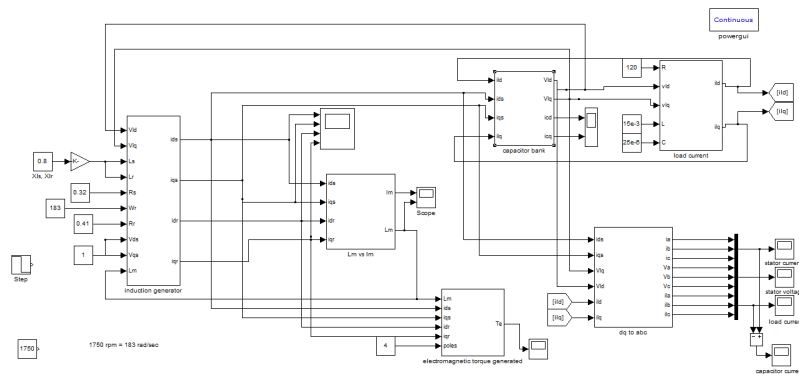 Continuous
powergui
120
R
vld
vlq
L
C
ild
ilq
15e-3
25e-6
load current
[ild]
[ilq]
ild
ids
iqs
ilq
Vld
Vlq
icd
icq
capacitor bank
Vld
Vlq
Ls
Lr
Rs
Wr
Rr
Vds
Vqs
Lm
ids
iqs
idr
iqr
induction generator
0.8
Xls, Xlr
-K-
0.32
183
0.41
1
Step
1750
1750 rpm = 183 rad/sec
ids
iqs
idr
iqr
Im
Lm
Lm vs Im
Scope
Lm
ids
iqs
idr
iqr
poles
Te
4
electromagnetic torque generated
[ild]
[ilq]
ids
iqs
Vlq
Vld
ild
ilq
ia
ib
ic
Va
Vb
Vc
ila
ilb
ilc
dq to abc
stator curren
stator voltag
load curren
capacitor curre